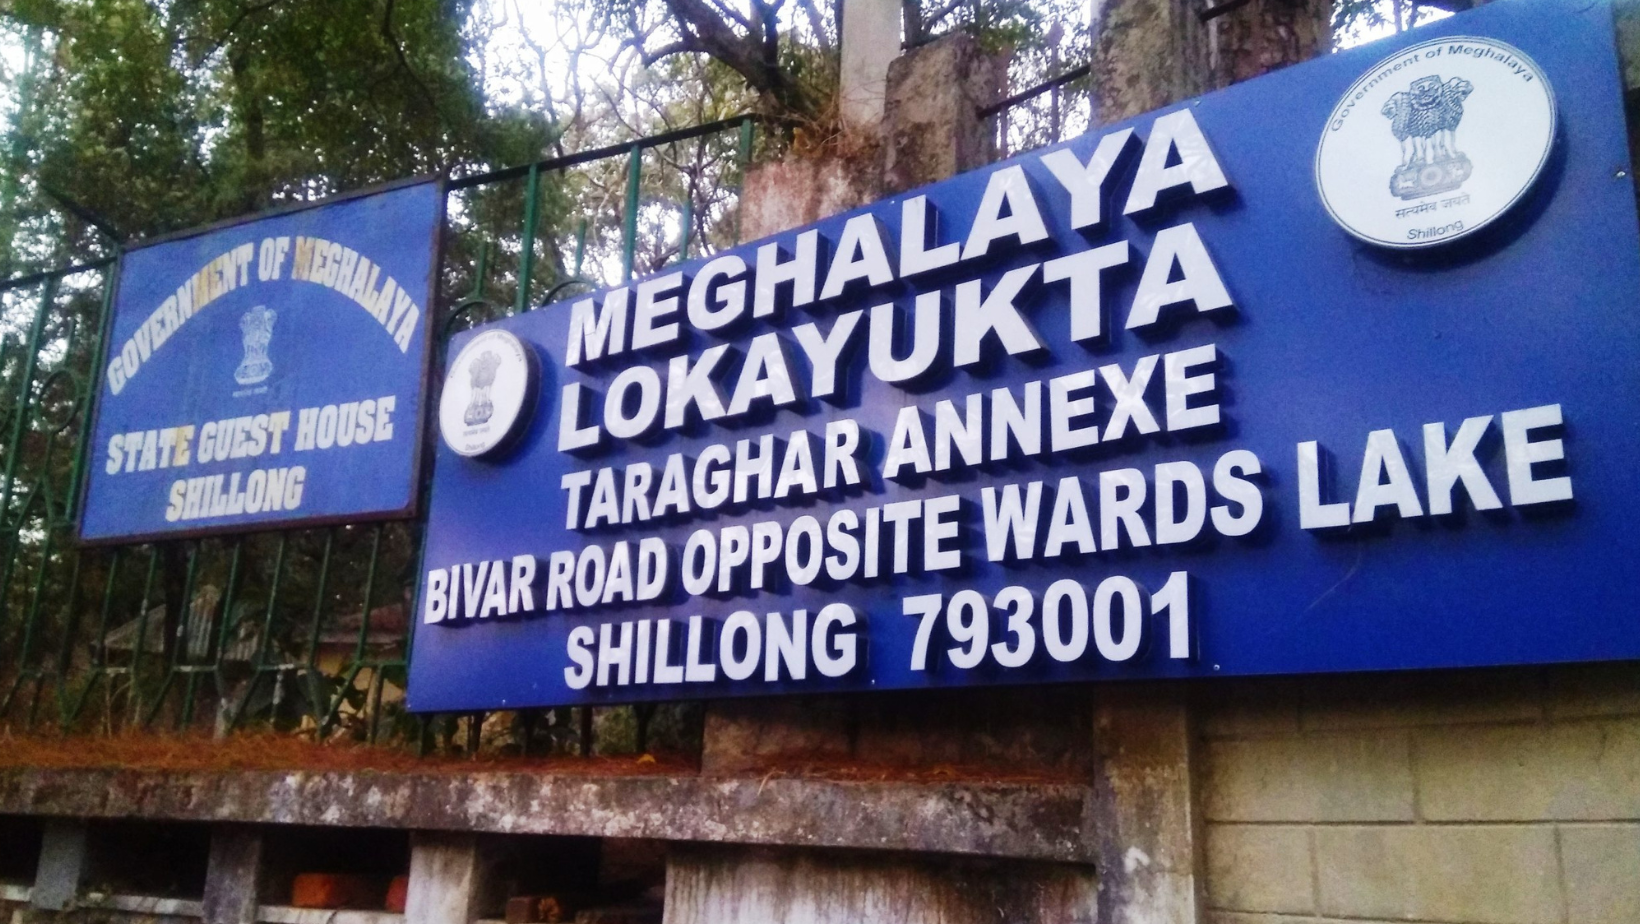 GOVERNMENT OF MEGHALAYA
STATE GUEST HOUSE
SHILLONG
MEGHALAYA
LOKAYUKTA
TARAGHAR ANNEXE
BIVAR ROAD OPPOSITE WARDS LAKE
SHILLONG 793001
Government of Meghalaya
सत्यमेव जयते
Shillong